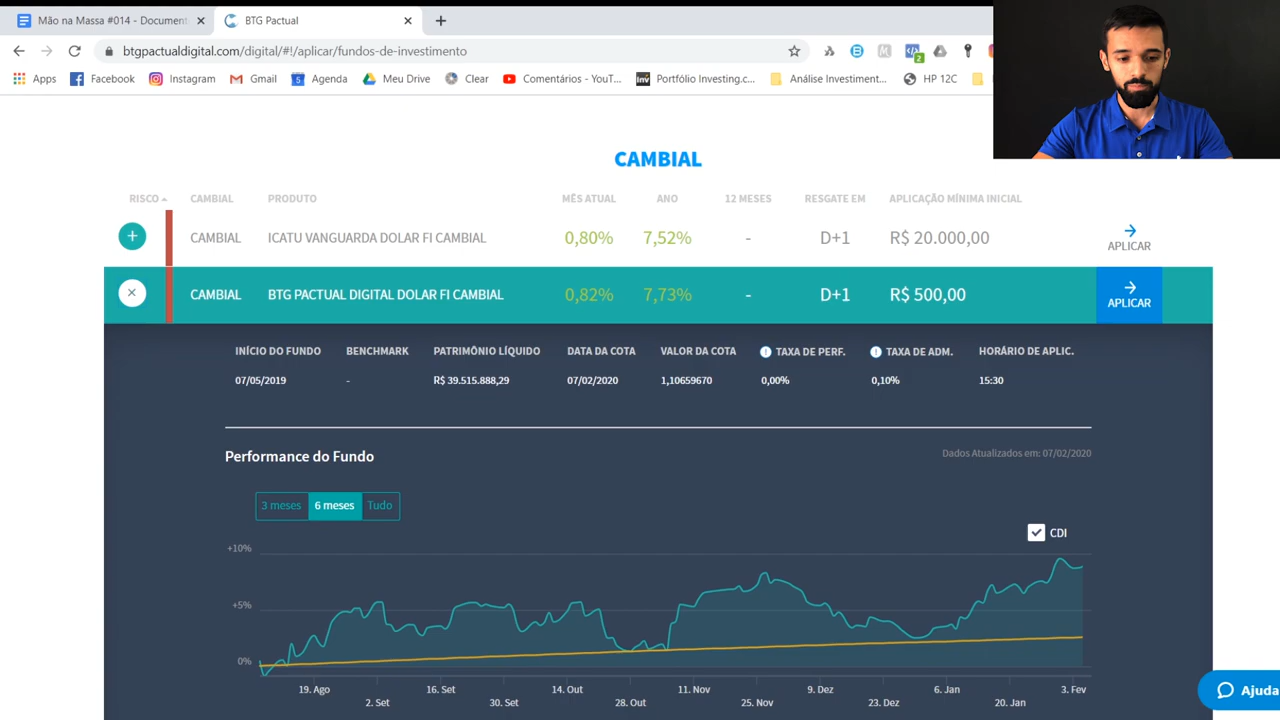 Mão na Massa #014 - Document
BTG Pactual
btgpactualdigital.com/digital/#!/aplicar/fundos-de-investimento
2
Apps
Facebook
Instagram
Gmail
5 Agenda
Meu Drive
Clear
Comentários - YouT...
Inv Portfólio Investing.c...
Análise Investiment...
HP 12C
CAMBIAL
RISCO CAMBIAL PRODUTO MÊS ATUAL ANO 12 MESES RESGATE EM APLICAÇÃO MÍNIMA INICIAL
CAMBIAL ICATU VANGUARDA DOLAR FI CAMBIAL 0,80% 7,52% - D+1 R$ 20.000,00 APLICAR
CAMBIAL BTG PACTUAL DIGITAL DOLAR FI CAMBIAL 0,82% 7,73% - D+1 R$ 500,00 APLICAR
INÍCIO DO FUNDO BENCHMARK PATRIMÔNIO LÍQUIDO DATA DA COTA VALOR DA COTA ! TAXA DE PERF. ! TAXA DE ADM. HORÁRIO DE APLIC.
07/05/2019 - R$ 39.515.888,29 07/02/2020 1,10659670 0,00% 0,10% 15:30
Performance do Fundo
Dados Atualizados em: 07/02/2020
3 meses 6 meses Tudo
CDI
+10%
+5%
0%
19. Ago 16. Set 14. Out 11. Nov 9. Dez 6. Jan 3. Fev
2. Set 30. Set 28. Out 25. Nov 23. Dez 20. Jan
Ajuda